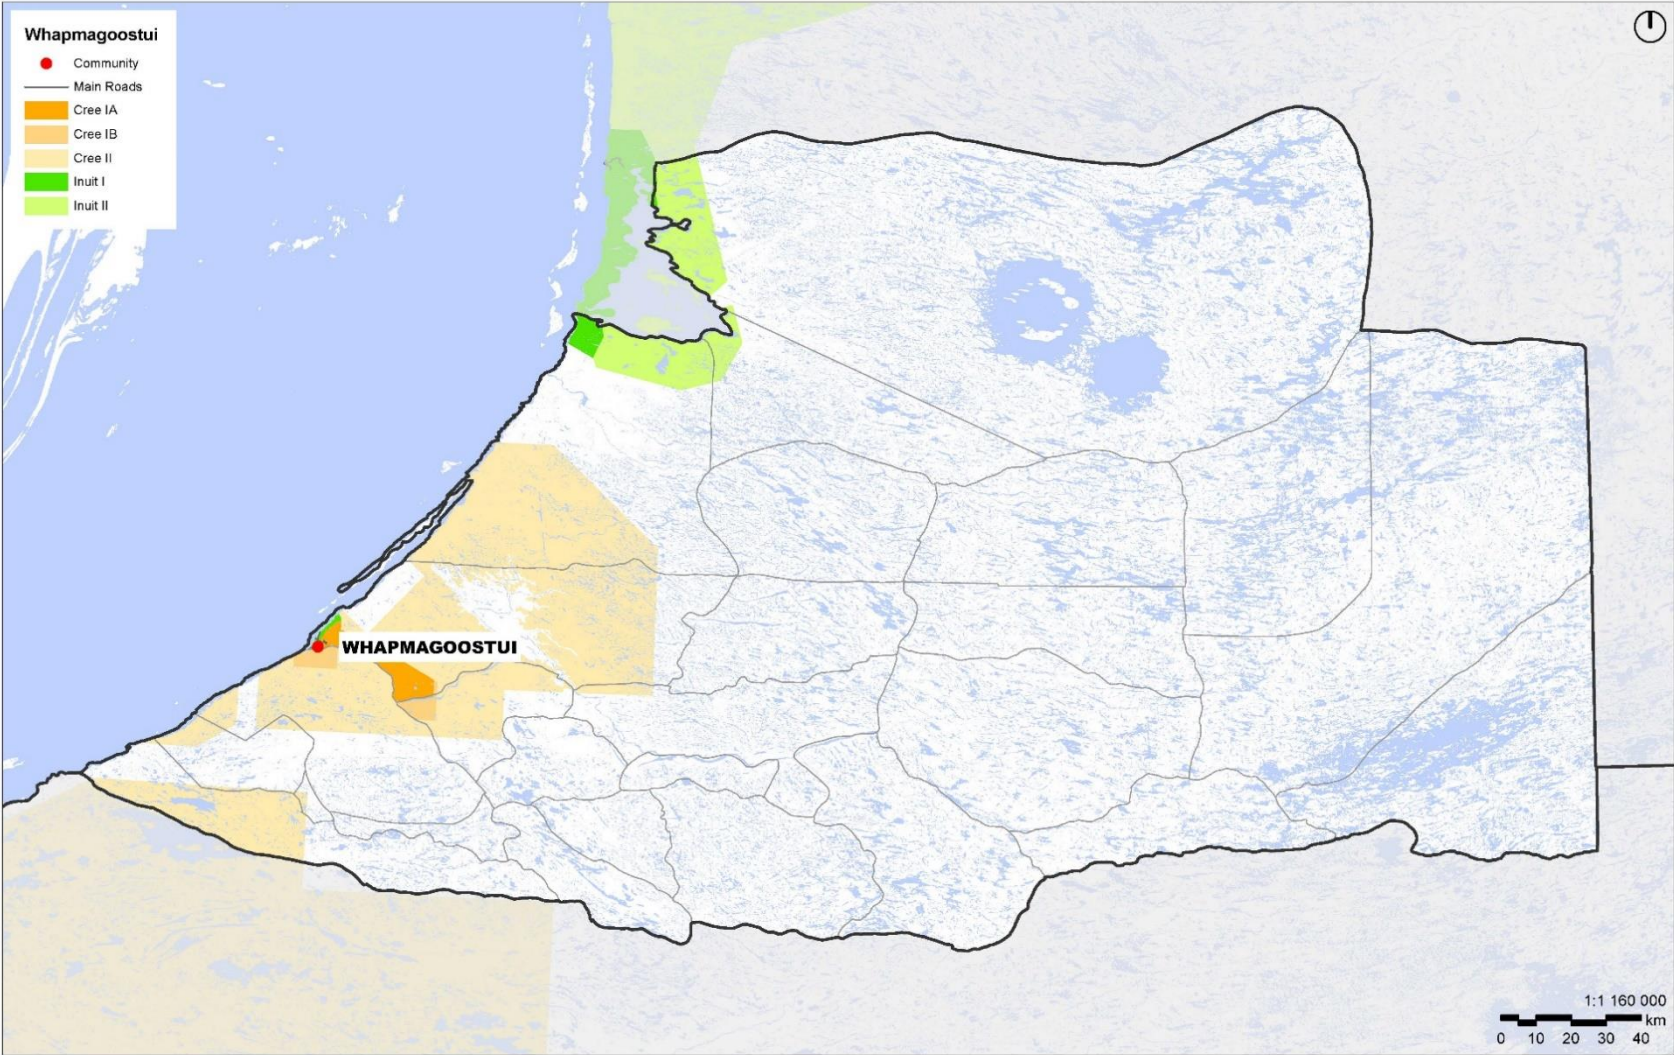 Whapmagoostui
Community
Main Roads
Cree IA
Cree IB
Cree II
Inuit I
Inuit II
WHAPMAGOOSTUI
1:1 160 000
km
0 10 20 30 40